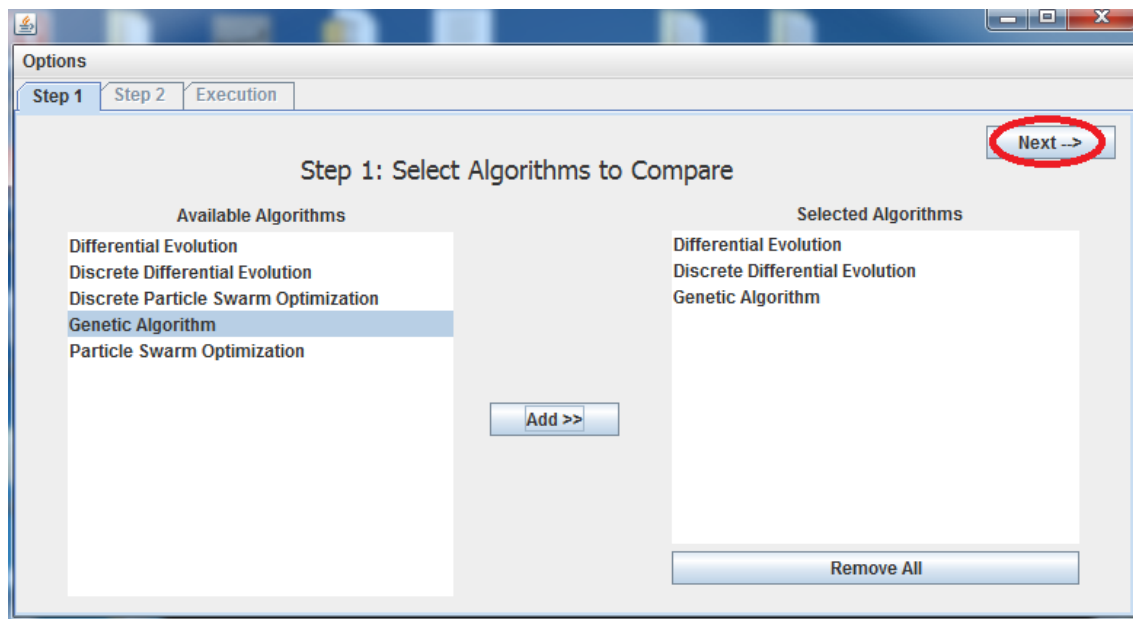 Options
Step 1 Step 2 Execution
Next -->
Step 1: Select Algorithms to Compare
Available Algorithms
Differential Evolution
Discrete Differential Evolution
Discrete Particle Swarm Optimization
Genetic Algorithm
Particle Swarm Optimization
Add >>
Selected Algorithms
Differential Evolution
Discrete Differential Evolution
Genetic Algorithm
Remove All